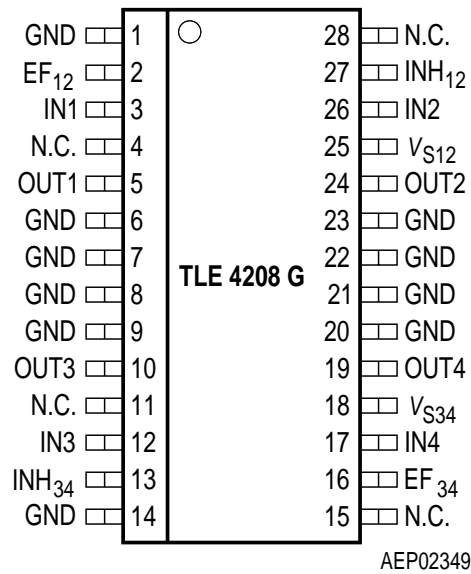 GND 1 28 N.C.
EF12 2 27 INH12
IN1 3 26 IN2
N.C. 4 25 VS12
OUT1 5 24 OUT2
GND 6 23 GND
GND 7 22 GND
TLE 4208 G
GND 8 21 GND
GND 9 20 GND
OUT3 10 19 OUT4
N.C. 11 18 VS34
IN3 12 17 IN4
INH34 13 16 EF34
GND 14 15 N.C.
AEP02349